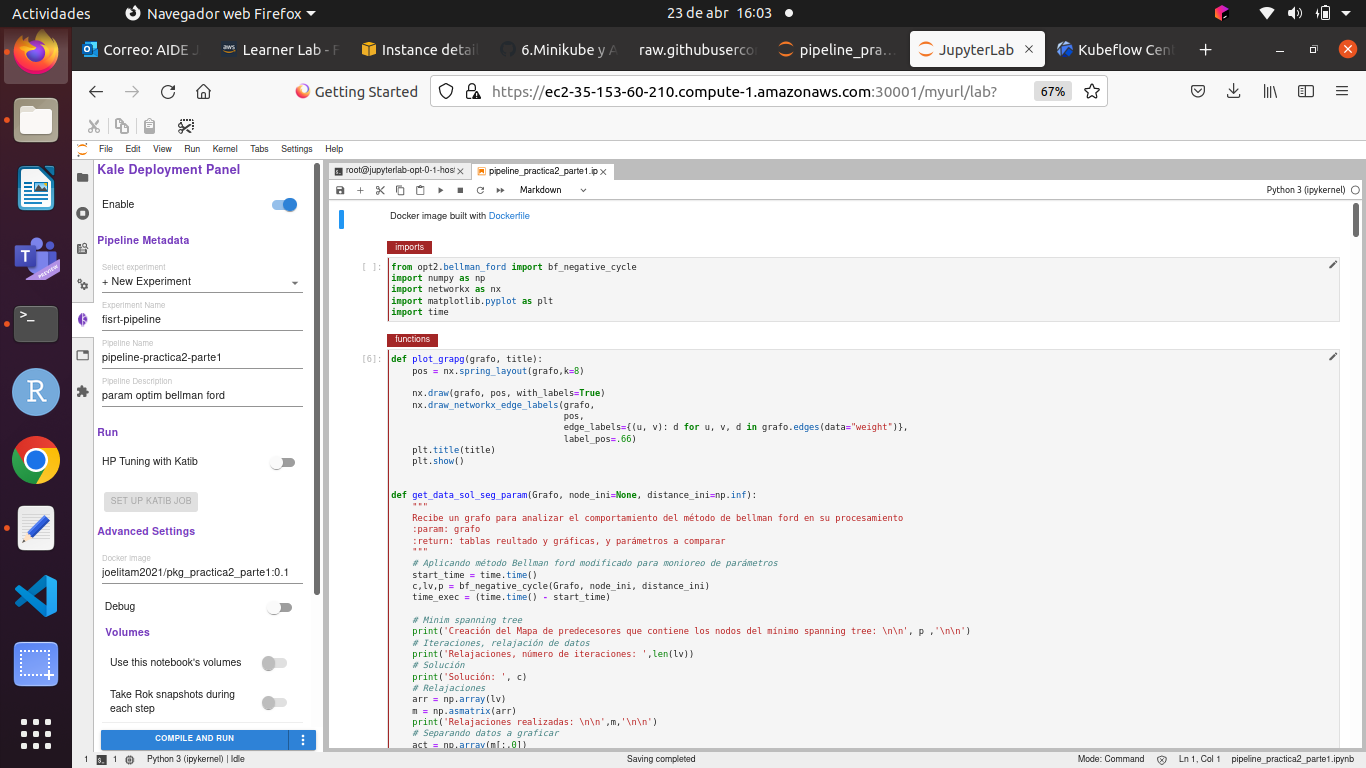 Actividades
Navegador web Firefox
23 de abr 16:03
Correo: AIDE J
Learner Lab - F
Instance detail
6.Minikube y A
raw.githubuserco
pipeline_pra…
JupyterLab
Kubeflow Cen
Getting Started
https://ec2-35-153-60-210.compute-1.amazonaws.com:30001/myurl/lab?
67%
File Edit View Run Kernel Tabs Settings Help
Kale Deployment Panel
Enable
Pipeline Metadata
Select experiment
+ New Experiment
Experiment Name
fisrt-pipeline
Pipeline Name
pipeline-practica2-parte1
Pipeline Description
param optim bellman ford
Run
HP Tuning with Katib
SET UP KATIB JOB
Advanced Settings
Docker image
joelitam2021/pkg_practica2_parte1:0.1
Debug
Volumes
Use this notebook's volumes
Take Rok snapshots during
each step
COMPILE AND RUN
root@jupyterlab-opt-0-1-hos
pipeline_practica2_parte1.ip
Markdown
Python 3 (ipykernel)
Docker image built with Dockerfile
imports
[ ]:
from opt2.bellman_ford import bf_negative_cycle
import numpy as np
import networkx as nx
import matplotlib.pyplot as plt
import time
functions
[6]:
def plot_grapg(grafo, title):
pos = nx.spring_layout(grafo,k=8)
nx.draw(grafo, pos, with_labels=True)
nx.draw_networkx_edge_labels(grafo,
pos,
edge_labels={(u, v): d for u, v, d in grafo.edges(data="weight")},
label_pos=.66)
plt.title(title)
plt.show()
def get_data_sol_seg_param(Grafo, node_ini=None, distance_ini=np.inf):
"""
Recibe un grafo para analizar el comportamiento del método de bellman ford en su procesamiento
:param: grafo
:return: tablas reultado y gráficas, y parámetros a comparar
"""
# Aplicando método Bellman ford modificado para monioreo de parámetros
start_time = time.time()
c,lv,p = bf_negative_cycle(Grafo, node_ini, distance_ini)
time_exec = (time.time() - start_time)
# Minim spanning tree
print('Creación del Mapa de predecesores que contiene los nodos del mínimo spanning tree: \n\n', p ,'\n\n')
# Iteraciones, relajación de datos
print('Relajaciones, número de iteraciones: ',len(lv))
# Solución
print('Solución: ', c)
# Relajaciones
arr = np.array(lv)
m = np.asmatrix(arr)
print('Relajaciones realizadas: \n\n',m,'\n\n')
# Separando datos a graficar
act = np.array(m[:,0])
1
1
Python 3 (ipykernel) | Idle
Saving completed
Mode: Command
Ln 1, Col 1
pipeline_practica2_parte1.ipynb